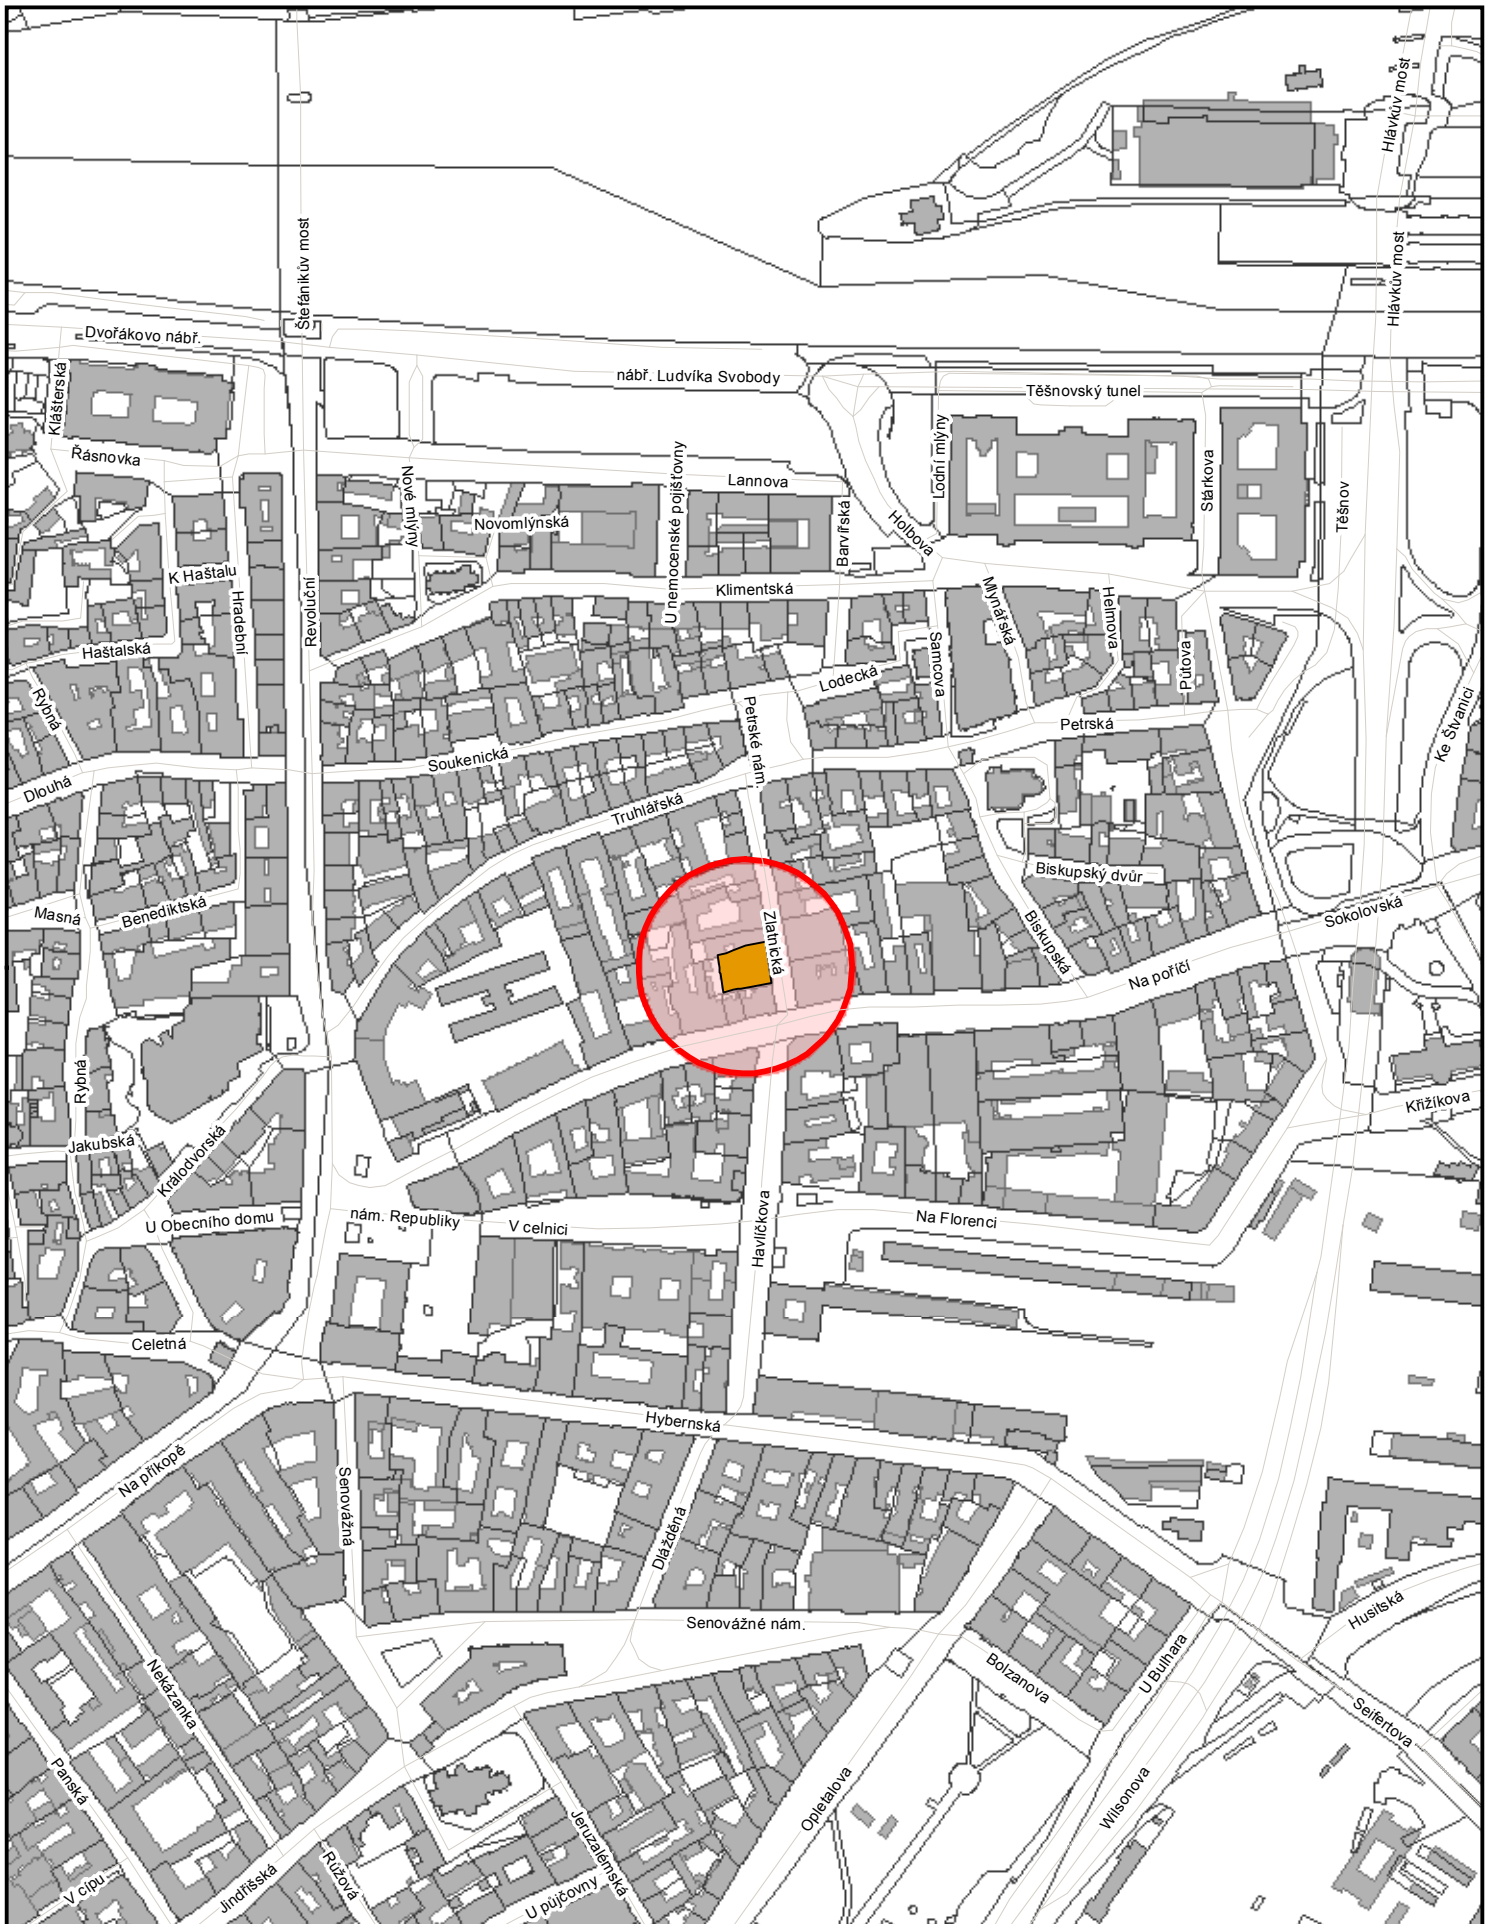 Hlávkův most
Štefánikův most
Hlávkův most
Dvořákovo nábř.
nábř. Ludvíka Svobody
Těšnovský tunel
Klášterská
Řásnovka
Lannova
Lodní mlýny
Stárkova
Těšnov
Nové mlýny
Novomlýnská
U nemocenské pojišťovny
Barvířská
Holbova
K Haštalu
Hradební
Revoluční
Klimentská
Mlynářská
Helmova
Haštalská
Samcova
Půtova
Lodecká
Rybná
Petrské nám.
Petrská
Ke Štvanici
Soukenická
Dlouhá
Truhlářská
Biskupský dvůr
Masná
Benediktská
Zlatnická
Biskupská
Sokolovská
Na poříčí
Rybná
Křižíkova
Jakubská
Králodvorská
U Obecního domu
nám. Republiky
V celnici
Havlíčkova
Na Florenci
Celetná
Hybernská
Na příkopě
Senovážná
Dlážděná
Senovážné nám.
Husitská
Bolzanova
U Bulhara
Nekázanka
Seifertova
Panská
Opletalova
Wilsonova
Jeruzalémská
Růžová
Jindřišská
V cípu
U půjčovny